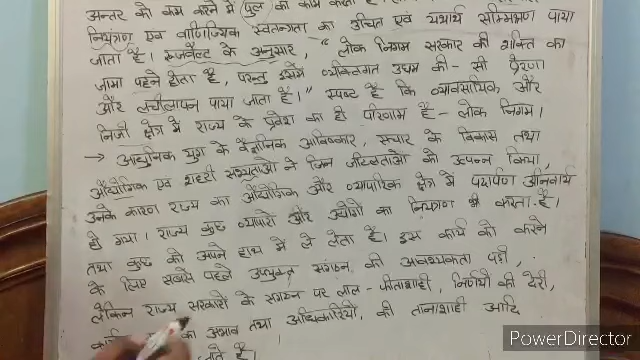 अन्तर को कम करने में पुल का काम करता है।
नियंत्रण एवं वाणिज्यिक स्वतन्त्रता का उचित एवं यथार्थ सम्मिश्रण पाया
जाता है। रूजवेल्ट के अनुसार, "लोक निगम सरकार की शक्ति का
जामा पहने होता है, परन्तु इसमें व्यक्तिगत उद्यम की-सी प्रेरणा
और लचीलापन पाया जाता है।" स्पष्ट है कि व्यावसायिक और
निजी क्षेत्र में राज्य के प्रवेश का ही परिणाम है - लोक निगम।
→ आधुनिक युग के वैज्ञानिक आविष्कार, संचार के विकास तथा
औद्योगिक एवं शहरी सभ्यताओं ने जिन जटिलताओं को उत्पन्न किया,
उनके कारण राज्य का औद्योगिक और व्यापारिक क्षेत्र में पदार्पण अनिवार्य
हो गया। राज्य कुछ व्यापारों और उद्योगों का नियंत्रण भी करता है।
तथा कुछ को अपने हाथ में ले लेता है। इस कार्य को करने
के लिए सबसे पहले उपयुक्त संगठन की आवश्यकता पड़ी,
लेकिन राज्य सरकारों के संगठन पर लाल-फीताशाही, निर्णयों की देरी,
का अभाव तथा अधिकारियों की तानाशाही आदि
जाते है।
PowerDirector